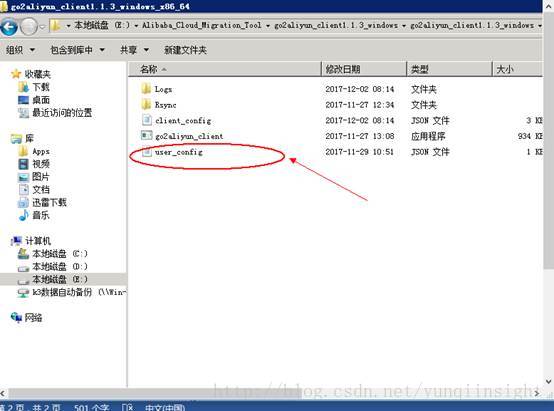 go2aliyun_client1.1.3_windows_x86_64
本地磁盘 (E:) Alibaba_Cloud_Migration_Tool go2aliyun_client1.1.3_windows go2aliyun_client1.1.3_windows
组织 包含到库中 共享 新建文件夹
名称 修改日期 类型 大小
收藏夹
下载
桌面
最近访问的位置
库
Apps
视频
图片
文档
迅雷下载
音乐
计算机
本地磁盘 (C:)
本地磁盘 (D:)
本地磁盘 (E:)
k3数据自动备份 (\\Win-
网络
Logs 2017-12-02 08:14 文件夹
Rsync 2017-11-27 12:34 文件夹
client_config 2017-12-02 08:14 JSON 文件 3 KB
go2aliyun_client 2017-11-27 13:08 应用程序 934 KB
user_config 2017-11-29 10:51 JSON 文件 1 KB
http://blog.csdn.net/yunqiinsight
第 2 页，共 2 页 501 个字 中文(中国)